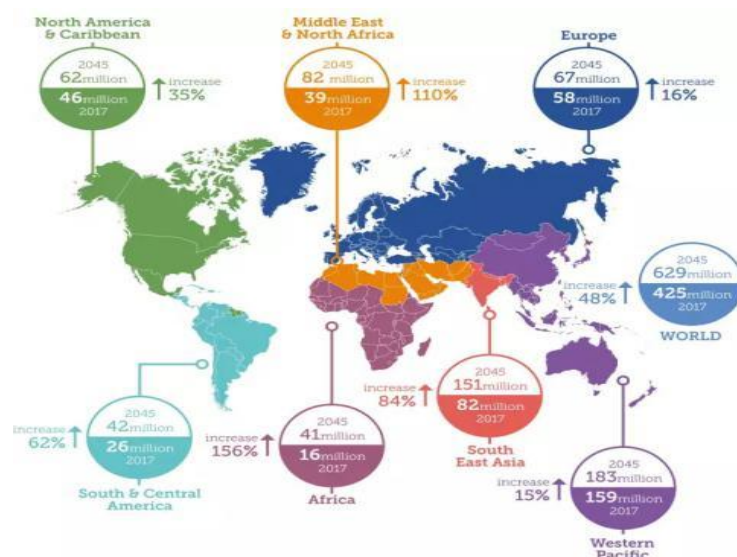 North America
& Caribbean
2045
62million
46million
2017
increase
35%
Middle East
& North Africa
2045
82 million
39million
2017
increase
110%
Europe
2045
67million
58million
2017
increase
16%
2045
629million
425million
2017
WORLD
increase
48%
2045
42million
26million
2017
South & Central
America
increase
62%
2045
41million
16million
2017
Africa
increase
156%
2045
151million
82million
2017
South
East Asia
increase
84%
2045
183million
159million
2017
Western
Pacific
increase
15%